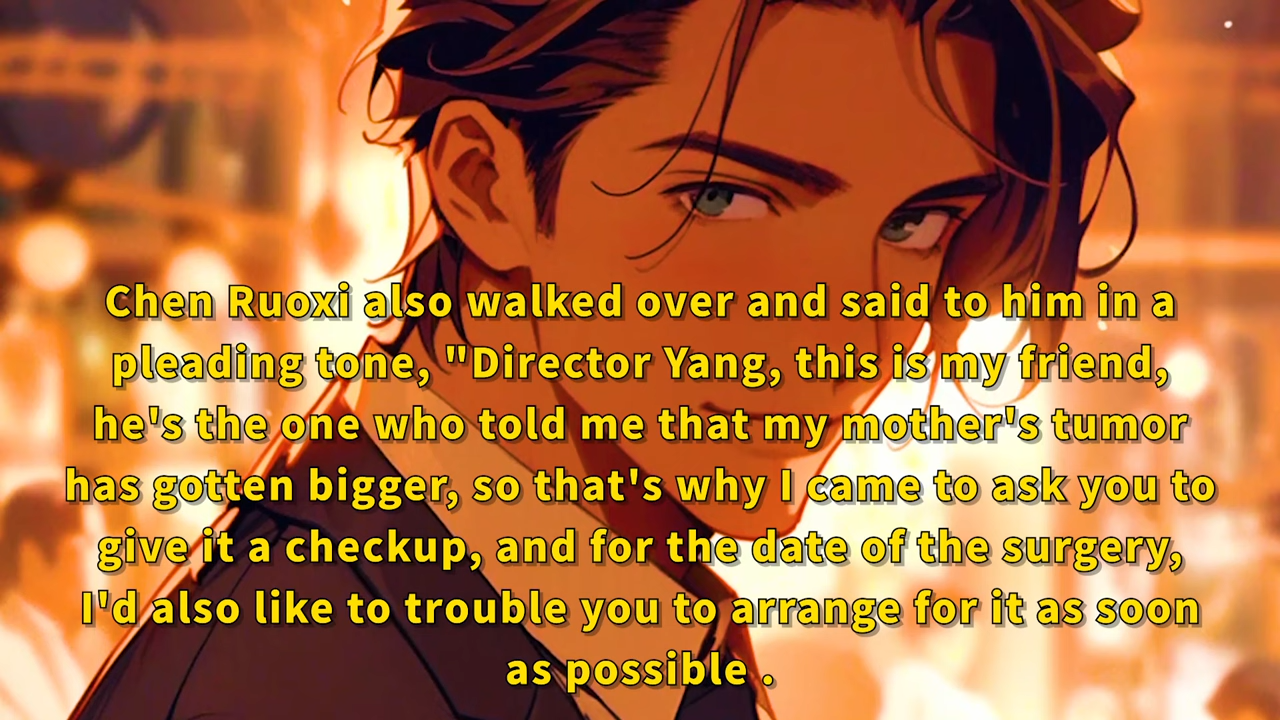 Chen Ruoxi also walked over and said to him in a
pleading tone, "Director Yang, this is my friend,
he's the one who told me that my mother's tumor
has gotten bigger, so that's why I came to ask you to
give it a checkup, and for the date of the surgery,
I'd also like to trouble you to arrange for it as soon
as possible .